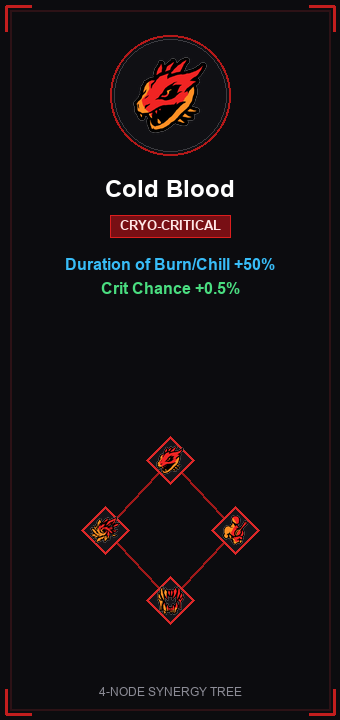 Cold Blood
CRYO-CRITICAL
Duration of Burn/Chill +50%
Crit Chance +0.5%
4-NODE SYNERGY TREE